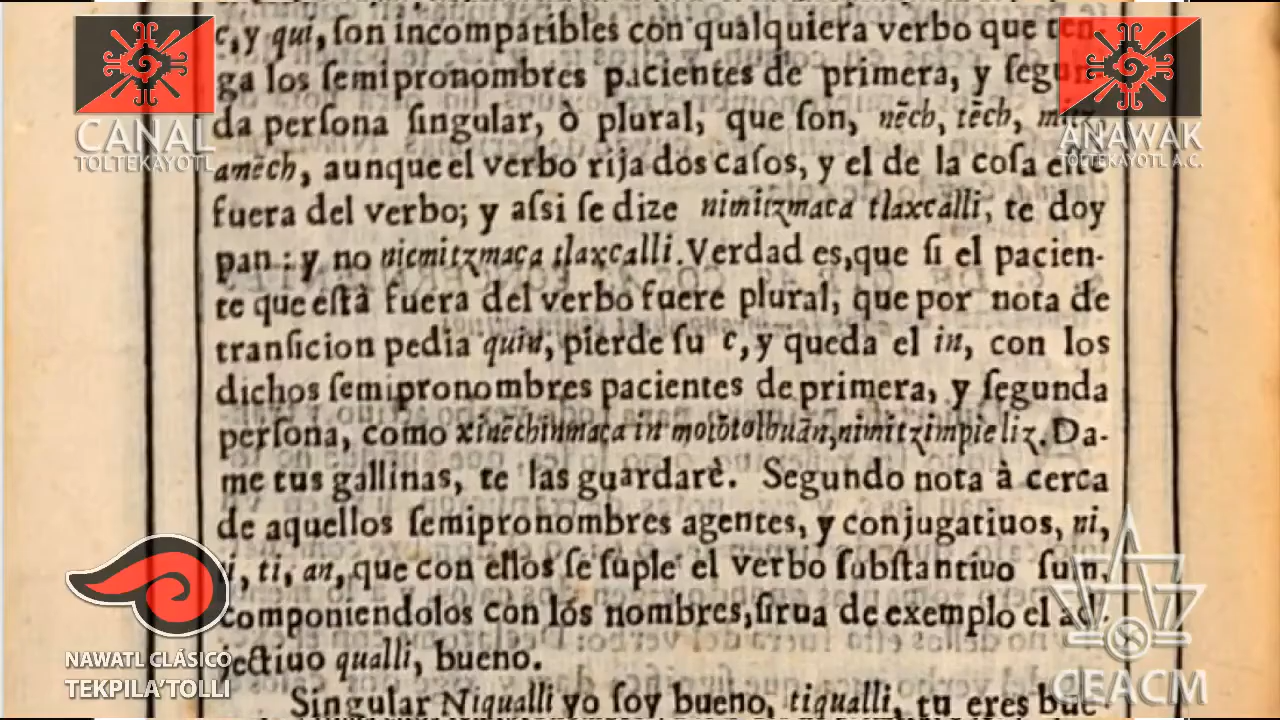 c, y qui, ſon incompatibles con qualquiera verbo que ten-
ga los ſemipronombres pacientes de primera, y ſegun-
da perſona ſingular, ò plural, que ſon, nēch, tēch, mitz,
amēch, aunque el verbo rija dos caſos, y el de la coſa eſtè
fuera del verbo; y aſsi ſe dize nimitzmaca tlaxcalli, te doy
pan: y no nicmitzmaca tlaxcalli. Verdad es, que ſi el pacien-
te que eſtà fuera del verbo fuere plural, que por nota de
tranſicion pedia quin, pierde ſu c, y queda el in, con los
dichos ſemipronombres pacientes de primera, y ſegunda
perſona, como xinēchinmaca in motōtolhuān, nimitzimpieliz. Da-
me tus gallinas, te las guardarè. Segundo nota à cerca
de aquellos ſemipronombres agentes, y conjugatiuos, ni,
ti, ti, an, que con ellos ſe ſuple el verbo ſubſtantiuo ſum,
componiendolos con los nombres, ſirua de exemplo el ad-
jectiuo qualli, bueno.
Singular Niqualli yo ſoy bueno, tiqualli, tu eres bue
CANAL
TOLTEKAYOTL
ANAWAK
TOLTEKAYOTL A.C.
NAWATL CLÁSICO
TEKPILA'TOLLI
CEACM